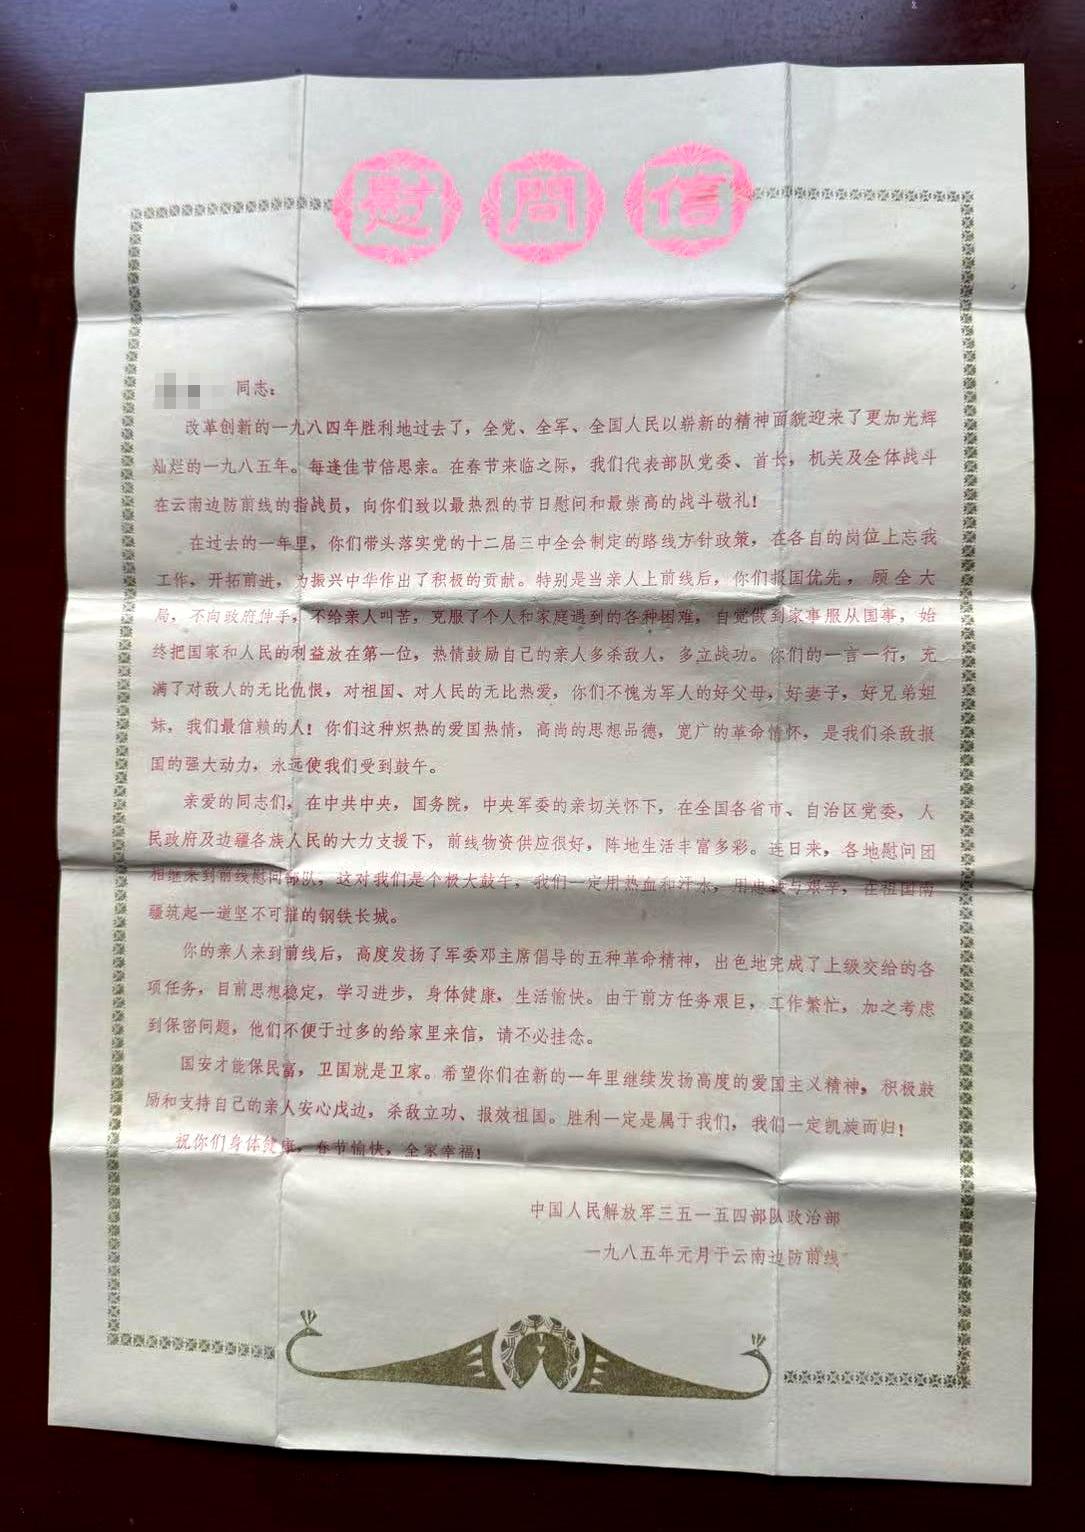 慰問信
同志：
改革创新的一九八四年胜利地过去了，全党、全军、全国人民以崭新的精神面貌迎来了更加光辉
灿烂的一九八五年。每逢佳节倍思亲。在春节来临之际，我们代表部队党委、首长，机关及全体战斗
在云南边防前线的指战员，向你们致以最热烈的节日慰问和最崇高的战斗敬礼！
在过去的一年里，你们带头落实党的十二届三中全会制定的路线方针政策，在各自的岗位上忘我
工作，开拓前进，为振兴中华作出了积极的贡献。特别是当亲人上前线后，你们报国优先，顾全大
局，不向政府伸手，不给亲人叫苦，克服了个人和家庭遇到的各种困难，自觉做到家事服从国事，始
终把国家和人民的利益放在第一位，热情鼓励自己的亲人多杀敌人，多立战功。你们的一言一行，充
满了对敌人的无比仇恨，对祖国、对人民的无比热爱，你们不愧为军人的好父母，好妻子，好兄弟姐
妹，我们最信赖的人！你们这种炽热的爱国热情，高尚的思想品德，宽广的革命情怀，是我们杀敌报
国的强大动力，永远使我们受到鼓午。
亲爱的同志们，在中共中央，国务院，中央军委的亲切关怀下，在全国各省市、自治区党委，人
民政府及边疆各族人民的大力支援下，前线物资供应很好，阵地生活丰富多彩。连日来，各地慰问团
相继来到前线慰问部队，这对我们是个极大鼓午，我们一定用热血和汗水，用忠诚与艰辛，在祖国南
疆筑起一道坚不可摧的钢铁长城。
你的亲人来到前线后，高度发扬了军委邓主席倡导的五种革命精神，出色地完成了上级交给的各
项任务，目前思想稳定，学习进步，身体健康，生活愉快。由于前方任务艰巨，工作繁忙，加之考虑
到保密问题，他们不便于过多的给家里来信，请不必挂念。
国安才能保民富，卫国就是卫家。希望你们在新的一年里继续发扬高度的爱国主义精神，积极鼓
励和支持自己的亲人安心戍边，杀敌立功、报效祖国。胜利一定是属于我们，我们一定凯旋而归！
祝你们身体健康，春节愉快，全家幸福！
中国人民解放军三五一五四部队政治部
一九八五年元月于云南边防前线